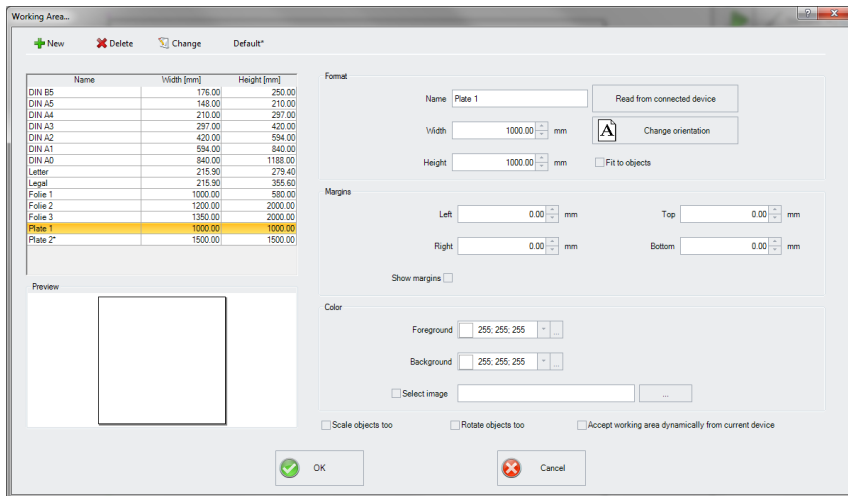 Working Area...
New Delete Change Default*
Name Width [mm] Height [mm]
DIN B5 176.00 250.00
DIN A5 148.00 210.00
DIN A4 210.00 297.00
DIN A3 297.00 420.00
DIN A2 420.00 594.00
DIN A1 594.00 840.00
DIN A0 840.00 1188.00
Letter 215.90 279.40
Legal 215.90 355.60
Folie 1 1000.00 580.00
Folie 2 1200.00 2000.00
Folie 3 1350.00 2000.00
Plate 1 1000.00 1000.00
Plate 2* 1500.00 1500.00
Preview
Format
Name Plate 1 Read from connected device
Width 1000.00 mm A Change orientation
Height 1000.00 mm Fit to objects
Margins
Left 0.00 mm Top 0.00 mm
Right 0.00 mm Bottom 0.00 mm
Show margins
Color
Foreground 255; 255; 255 ...
Background 255; 255; 255 ...
Select image ...
Scale objects too Rotate objects too Accept working area dynamically from current device
OK Cancel